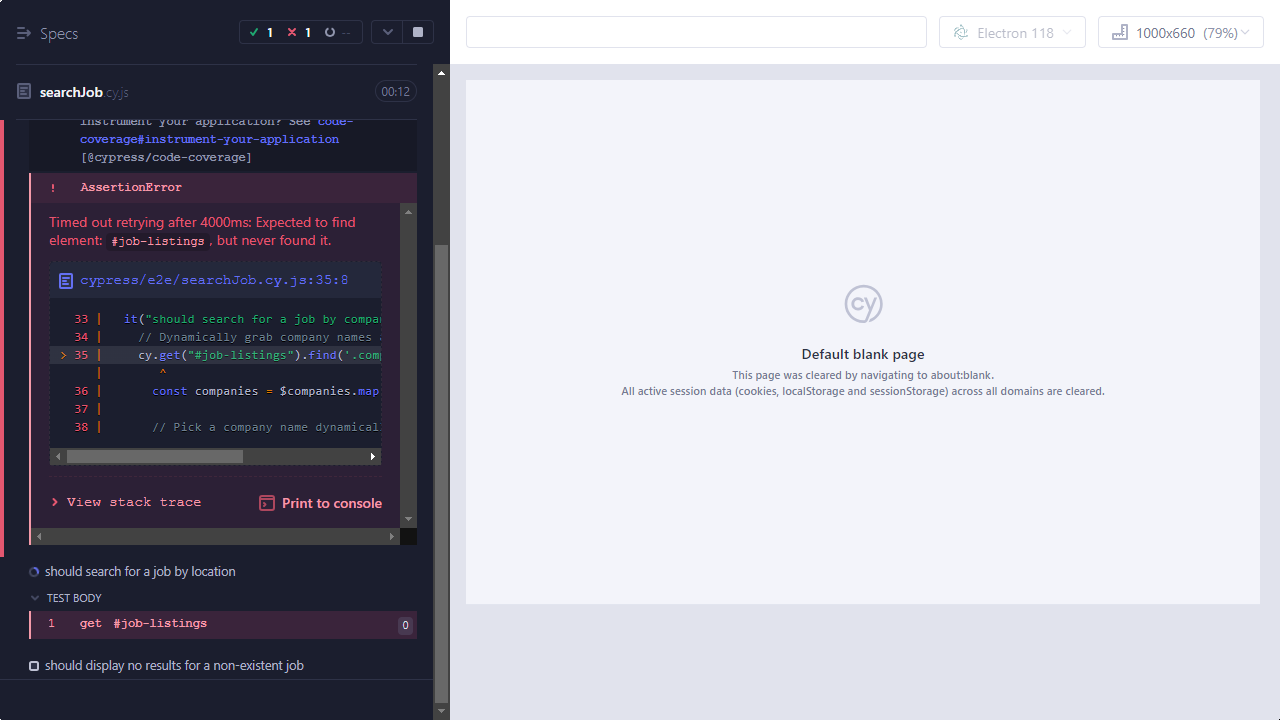 Specs
1 1 --
Electron 118
1000x660 (79%)
searchJob.cy.js
00:12
instrument your application? See code-
coverage#instrument-your-application
[@cypress/code-coverage]
! AssertionError
Timed out retrying after 4000ms: Expected to find
element: #job-listings, but never found it.
cypress/e2e/searchJob.cy.js:35:8
33 | it("should search for a job by compan
34 | // Dynamically grab company names
> 35 | cy.get("#job-listings").find('.comp
| ^
36 | const companies = $companies.map
37 |
38 | // Pick a company name dynamical
> View stack trace
Print to console
should search for a job by location
TEST BODY
1 get #job-listings 0
should display no results for a non-existent job
cy
Default blank page
This page was cleared by navigating to about:blank.
All active session data (cookies, localStorage and sessionStorage) across all domains are cleared.